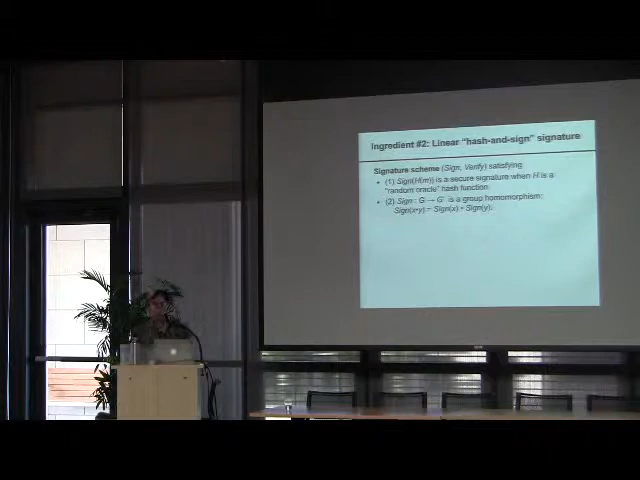 Ingredient #2: Linear "hash-and-sign" signature
Signature scheme (Sign, Verify) satisfying
• (1) Sign(H(m)) is a secure signature when H is a
"random oracle" hash function
• (2) Sign : G → G' is a group homomorphism:
Sign(x•y) = Sign(x) • Sign(y).